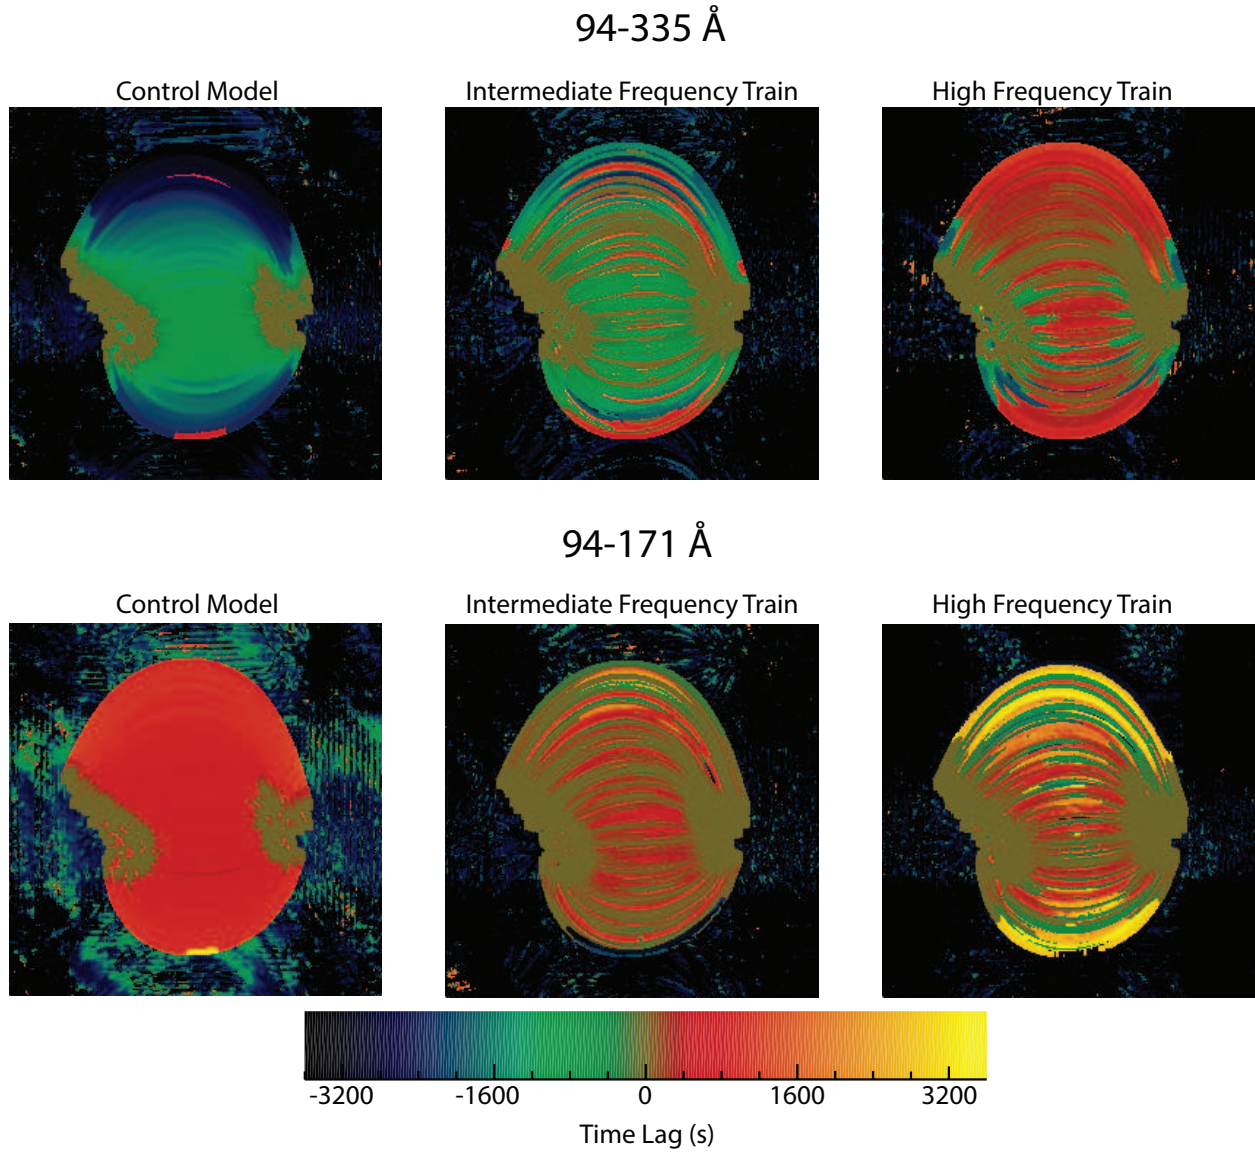 94-335 Å
Control Model
Intermediate Frequency Train
High Frequency Train
94-171 Å
Control Model
Intermediate Frequency Train
High Frequency Train
-3200 -1600 0 1600 3200
Time Lag (s)